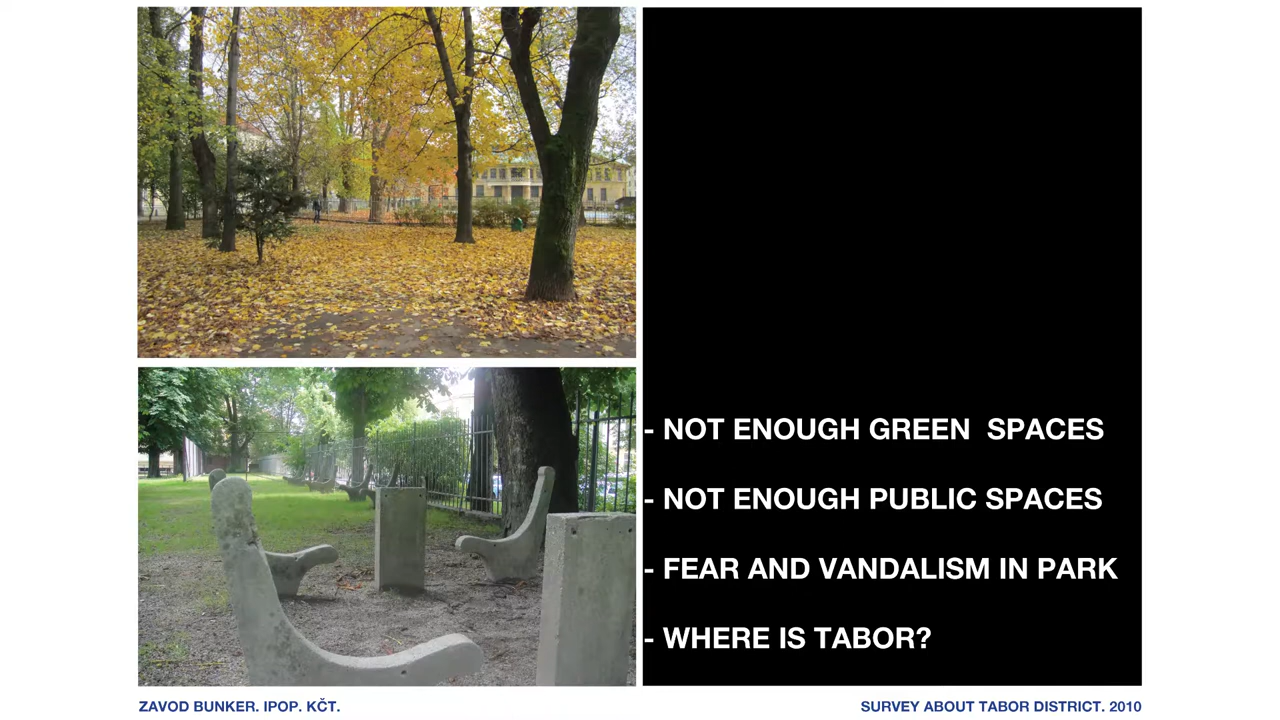 - NOT ENOUGH GREEN  SPACES
- NOT ENOUGH PUBLIC SPACES
- FEAR AND VANDALISM IN PARK
- WHERE IS TABOR?
ZAVOD BUNKER. IPOP. KČT.
SURVEY ABOUT TABOR DISTRICT. 2010